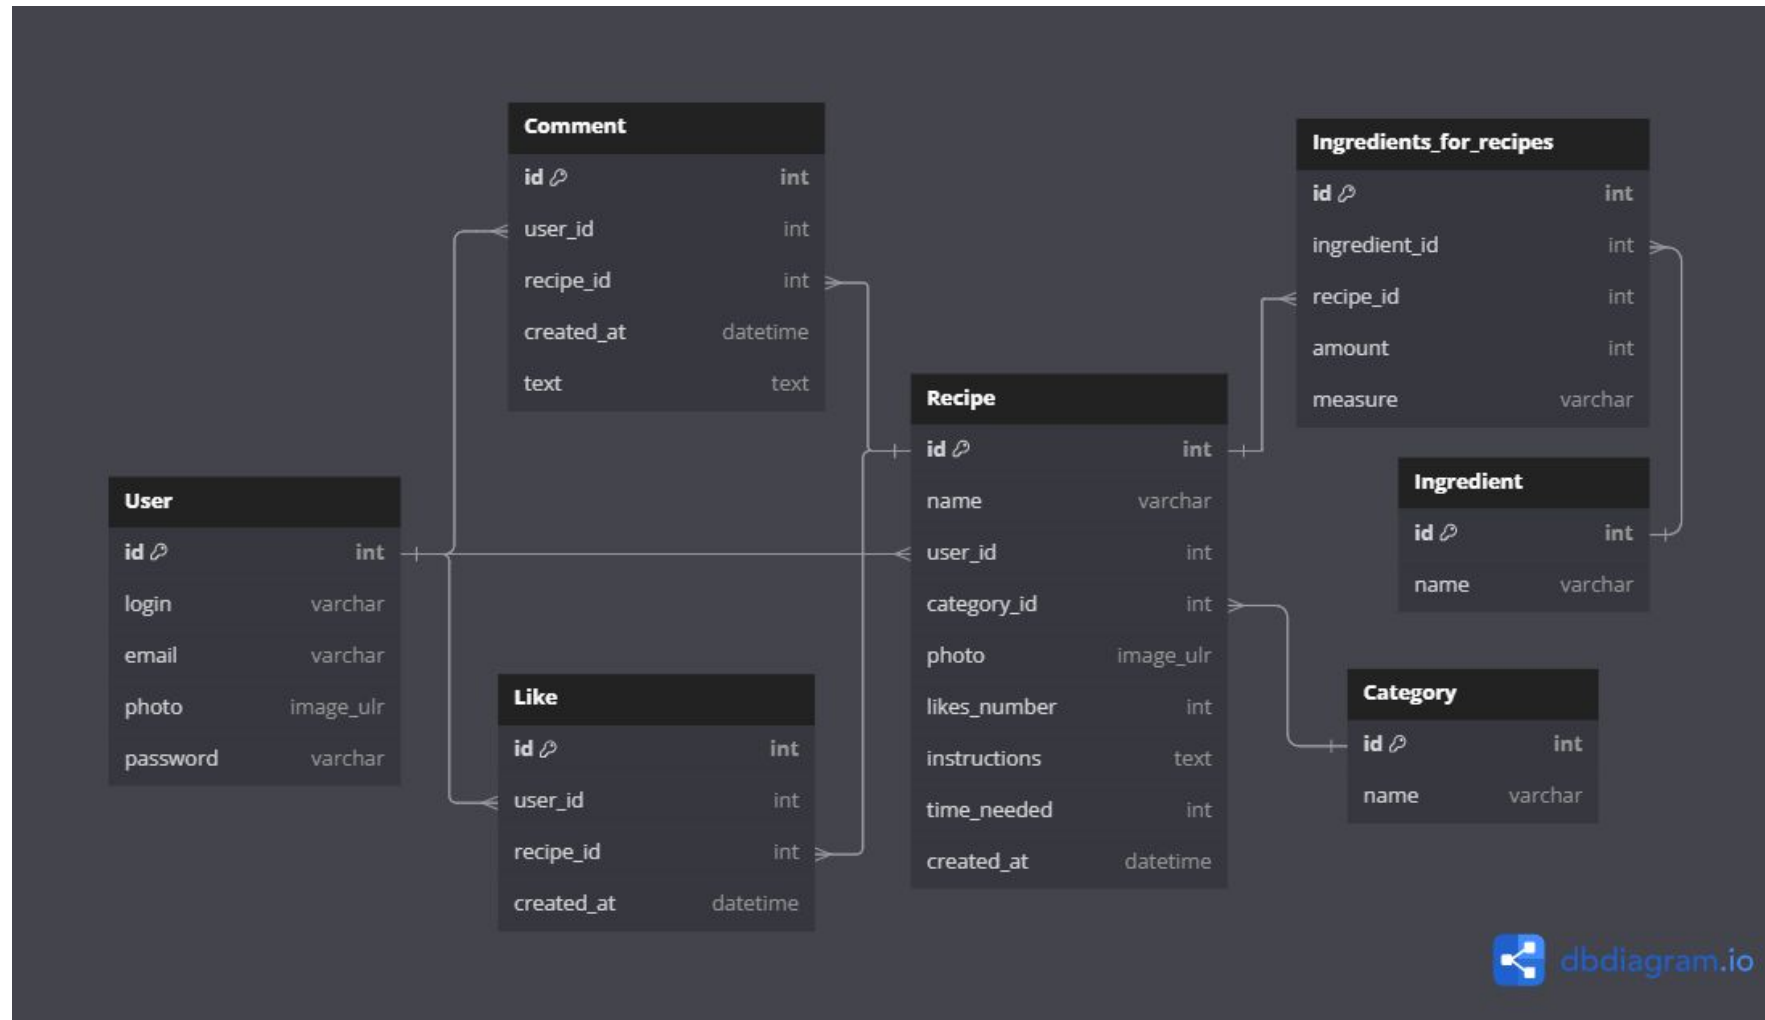 Comment
id int
user_id int
recipe_id int
created_at datetime
text text
Ingredients_for_recipes
id int
ingredient_id int
recipe_id int
amount int
measure varchar
Recipe
id int
name varchar
user_id int
category_id int
photo image_ulr
likes_number int
instructions text
time_needed int
created_at datetime
User
id int
login varchar
email varchar
photo image_ulr
password varchar
Ingredient
id int
name varchar
Like
id int
user_id int
recipe_id int
created_at datetime
Category
id int
name varchar
dbdiagram.io